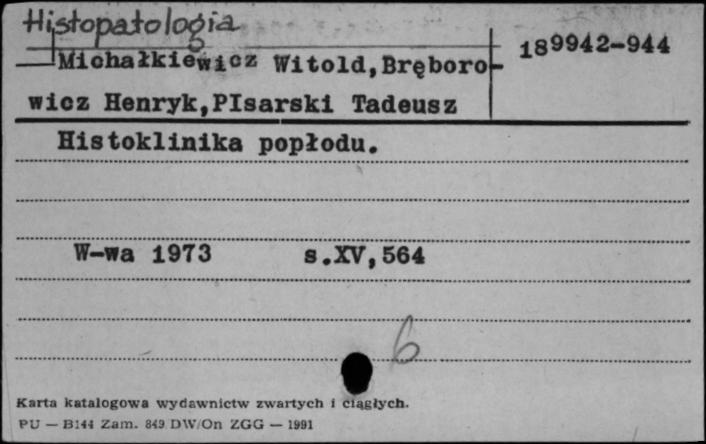 Histopatologia
Michałkiewicz Witold,Bręboro-
189942-944
wicz Henryk,PIsarski Tadeusz
Histoklinika popłodu.
W-wa 1973 s.XV,564
6
Karta katalogowa wydawnictw zwartych i ciągłych.
PU — B144 Zam. 849 DW/On ZGG — 1991